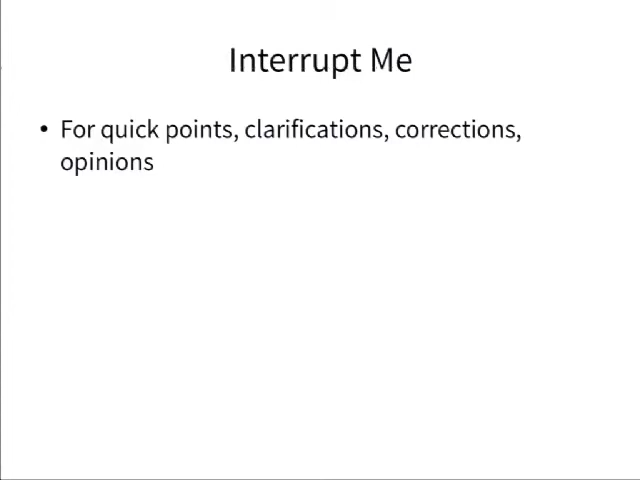 Interrupt Me
• For quick points, clarifications, corrections,
opinions